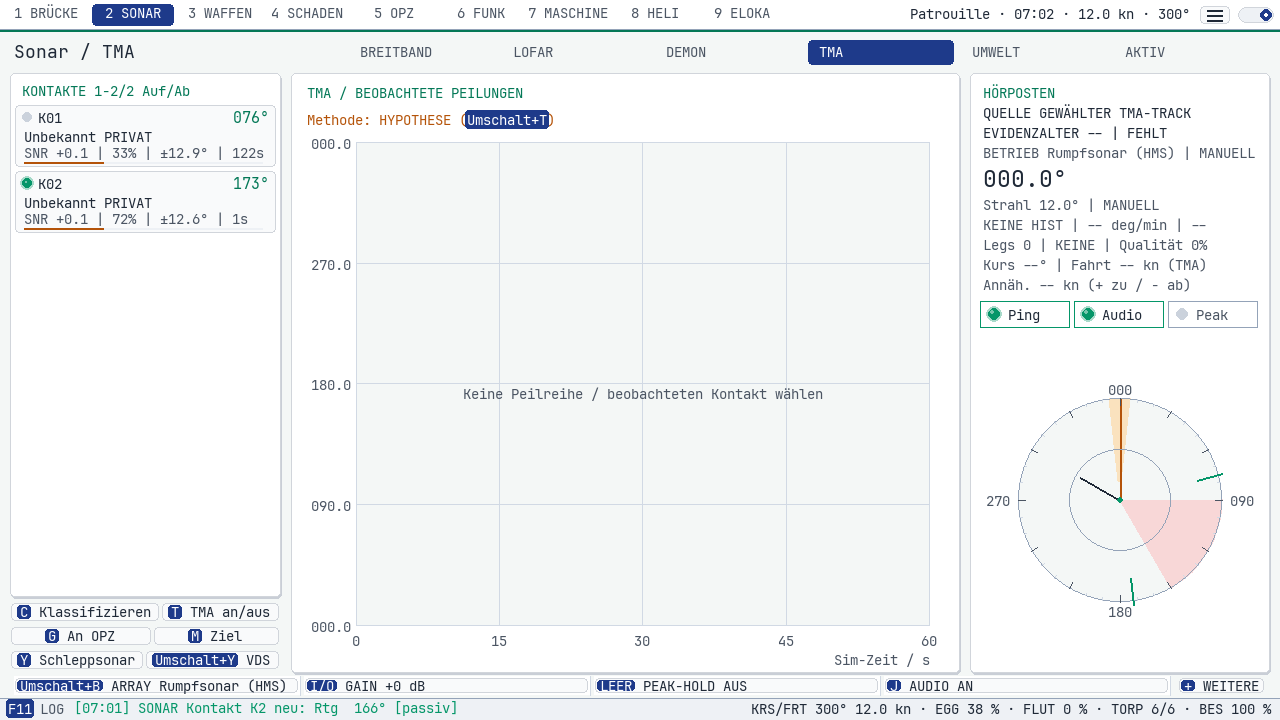 1 BRÜCKE 2 SONAR 3 WAFFEN 4 SCHADEN 5 OPZ 6 FUNK 7 MASCHINE 8 HELI 9 ELOKA Patrouille · 07:02 · 12.0 kn · 300°
Sonar / TMA BREITBAND LOFAR DEMON TMA UMWELT AKTIV
KONTAKTE 1-2/2 Auf/Ab
K01 076°
Unbekannt PRIVAT
SNR +0.1 | 33% | ±12.9° | 122s
K02 173°
Unbekannt PRIVAT
SNR +0.1 | 72% | ±12.6° | 1s
C Klassifizieren T TMA an/aus
G An OPZ M Ziel
Y Schleppsonar Umschalt+Y VDS
TMA / BEOBACHTETE PEILUNGEN
Methode: HYPOTHESE (Umschalt+T)
000.0
270.0
180.0
090.0
000.0
Keine Peilreihe / beobachteten Kontakt wählen
0 15 30 45 60
Sim-Zeit / s
HÖRPOSTEN
QUELLE GEWÄHLTER TMA-TRACK
EVIDENZALTER -- | FEHLT
BETRIEB Rumpfsonar (HMS) | MANUELL
000.0°
Strahl 12.0° | MANUELL
KEINE HIST | -- deg/min | --
Legs 0 | KEINE | Qualität 0%
Kurs --° | Fahrt -- kn (TMA)
Annäh. -- kn (+ zu / - ab)
Ping Audio Peak
000
270 090
180
Umschalt+B ARRAY Rumpfsonar (HMS) I/O GAIN +0 dB LEER PEAK-HOLD AUS J AUDIO AN + WEITERE
F11 LOG [07:01] SONAR Kontakt K2 neu: Rtg 166° [passiv] KRS/FRT 300° 12.0 kn · EGG 38 % · FLUT 0 % · TORP 6/6 · BES 100 %